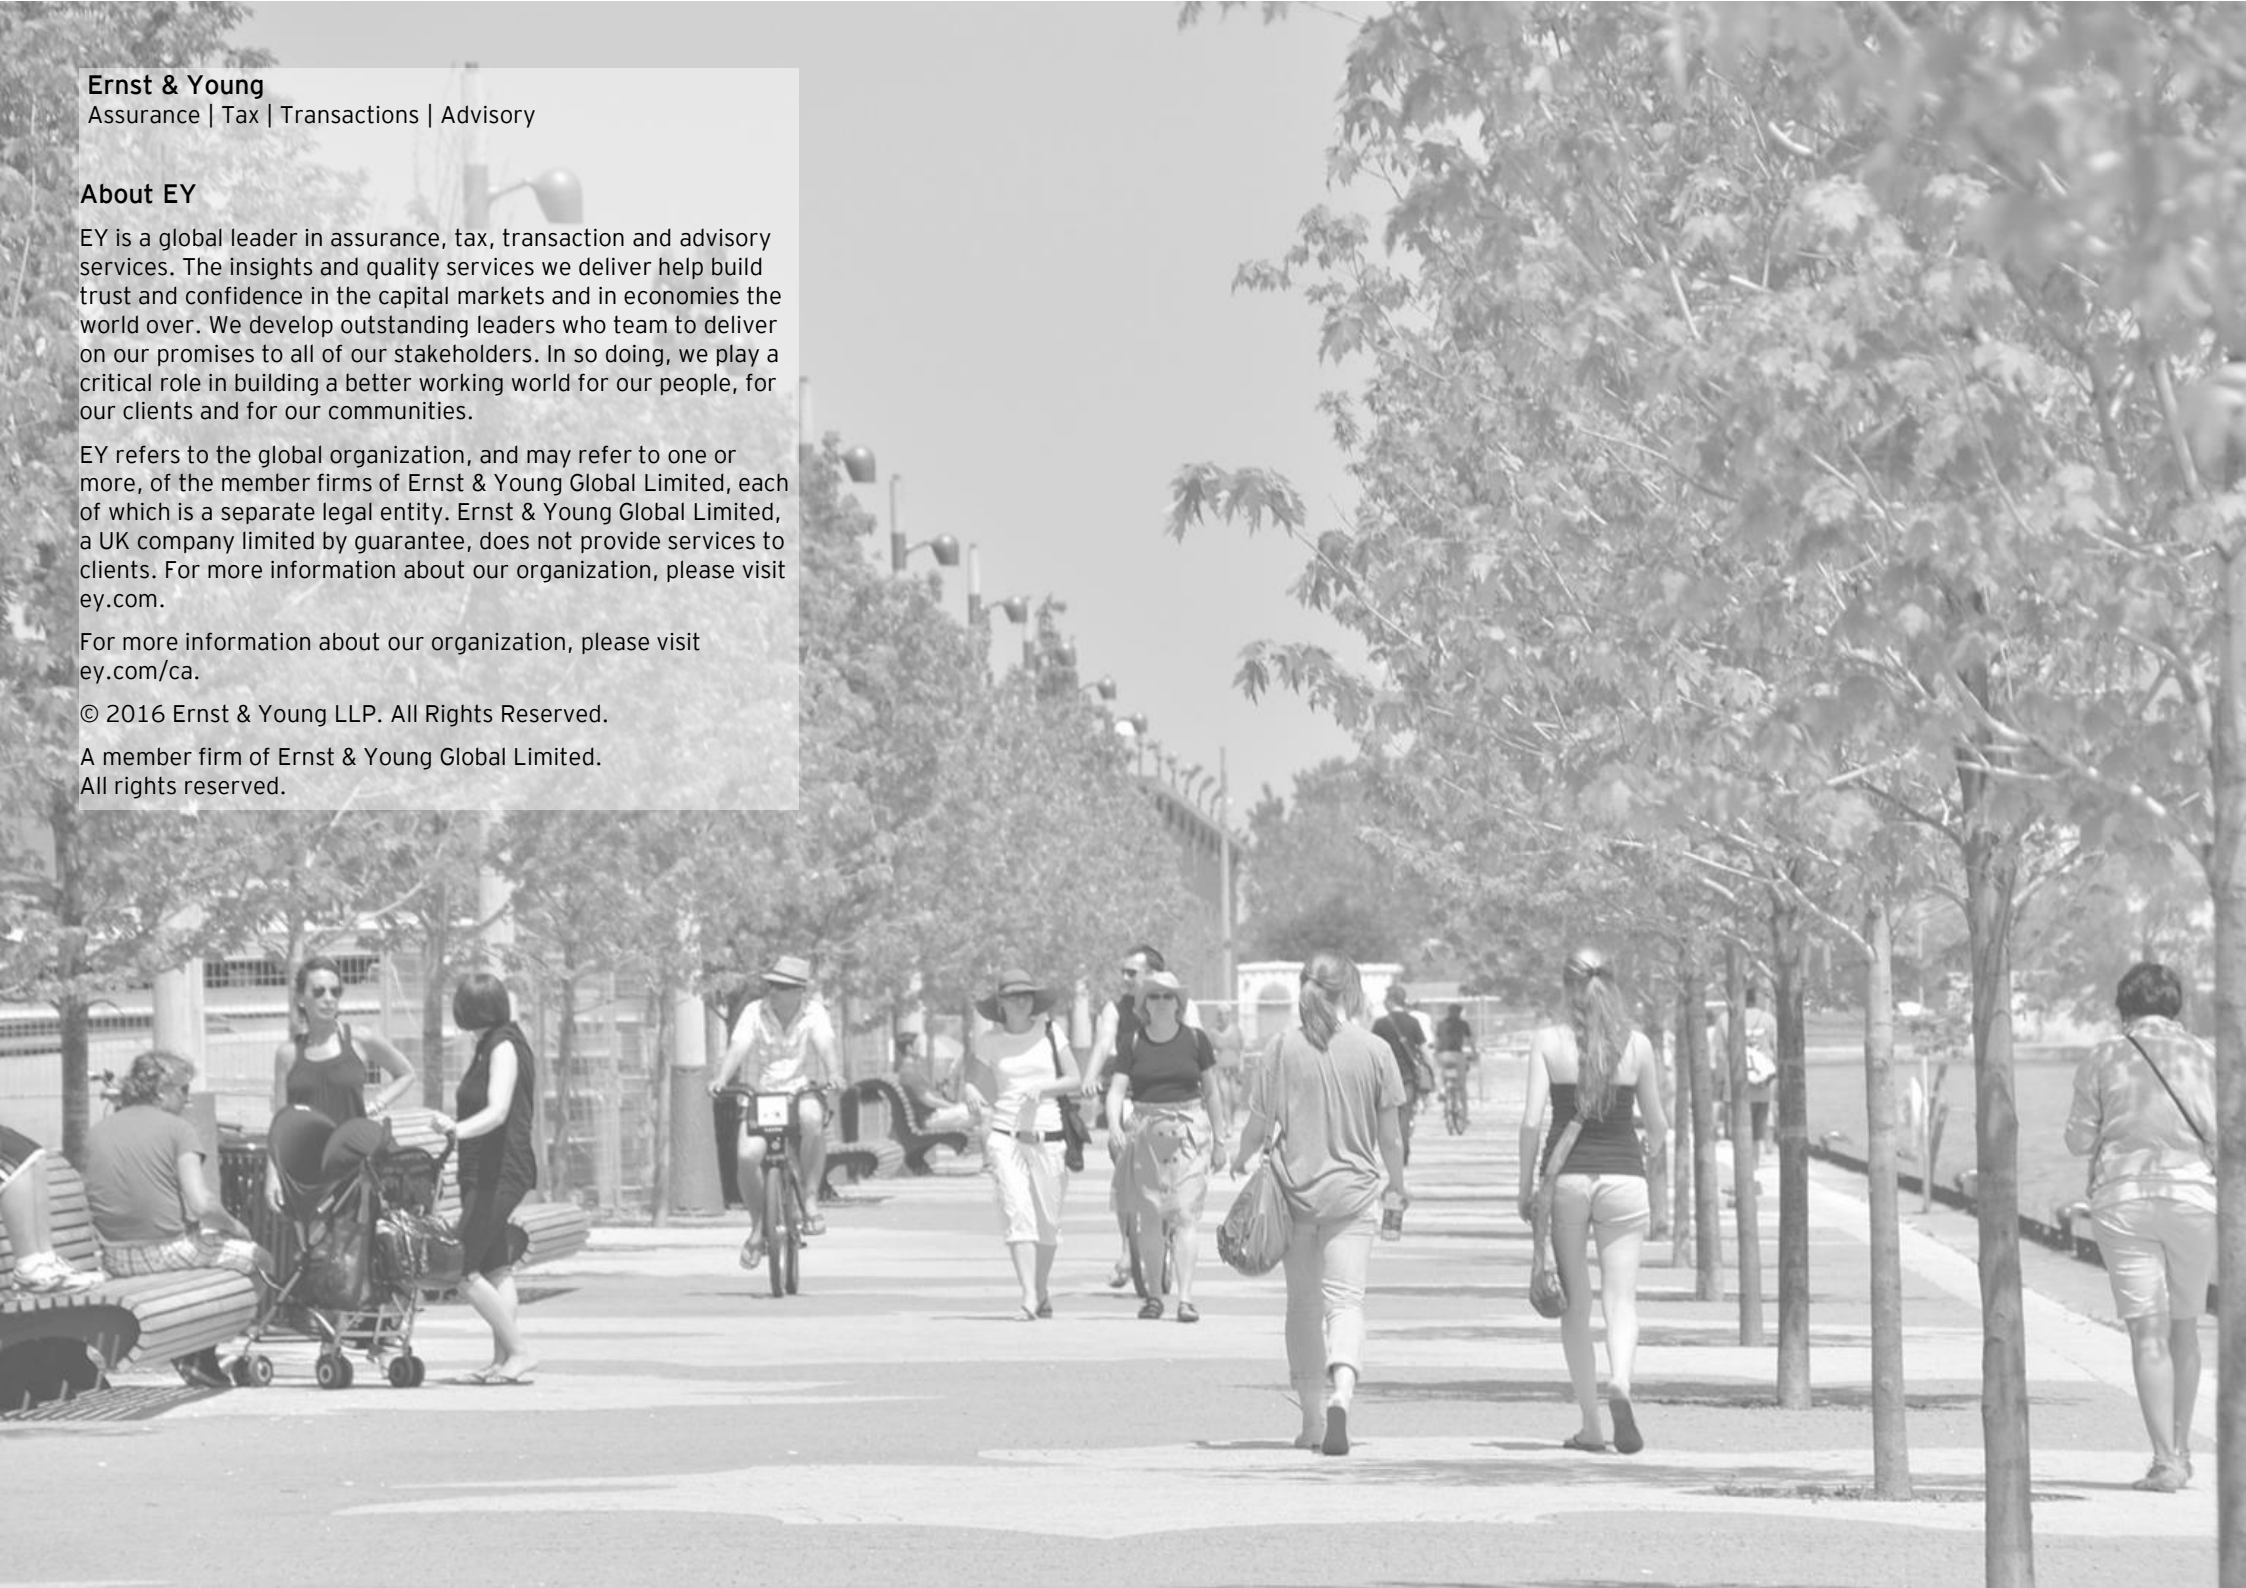 Ernst & Young
Assurance | Tax | Transactions | Advisory
About EY
EY is a global leader in assurance, tax, transaction and advisory
services. The insights and quality services we deliver help build
trust and confidence in the capital markets and in economies the
world over. We develop outstanding leaders who team to deliver
on our promises to all of our stakeholders. In so doing, we play a
critical role in building a better working world for our people, for
our clients and for our communities.
EY refers to the global organization, and may refer to one or
more, of the member firms of Ernst & Young Global Limited, each
of which is a separate legal entity. Ernst & Young Global Limited,
a UK company limited by guarantee, does not provide services to
clients. For more information about our organization, please visit
ey.com.
For more information about our organization, please visit
ey.com/ca.
© 2016 Ernst & Young LLP. All Rights Reserved.
A member firm of Ernst & Young Global Limited.
All rights reserved.